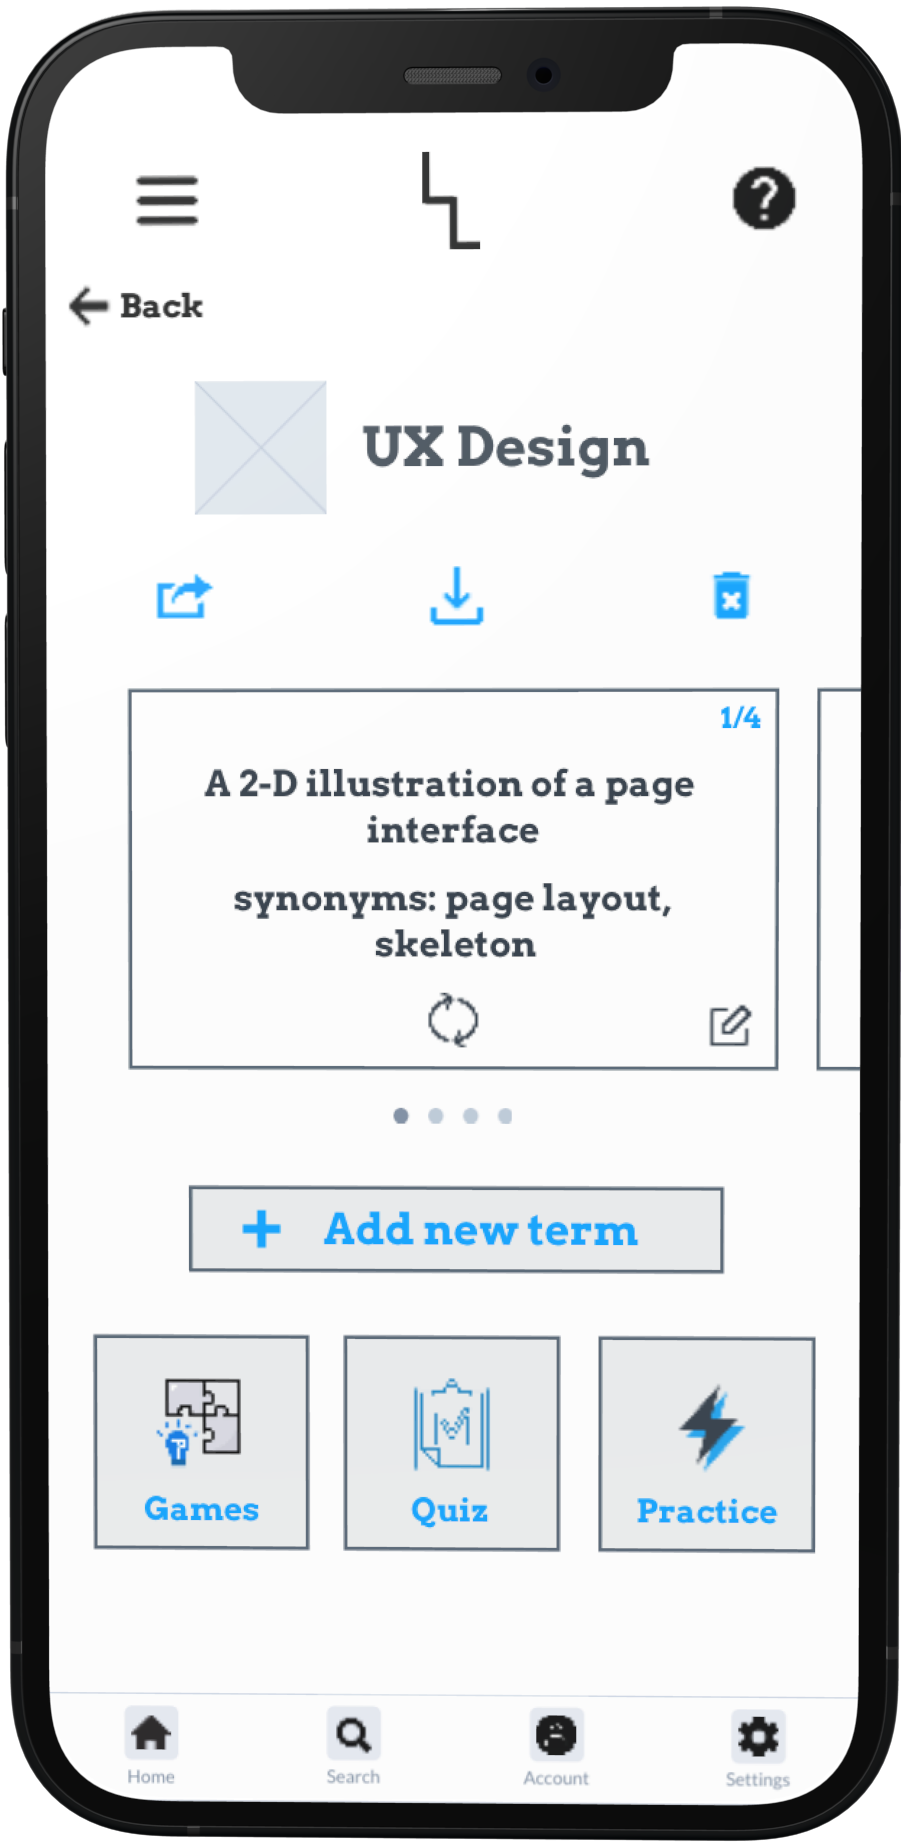 Back
UX Design
1/4
A 2-D illustration of a page
interface
synonyms: page layout,
skeleton
+ Add new term
Games
Quiz
Practice
Home
Search
Account
Settings